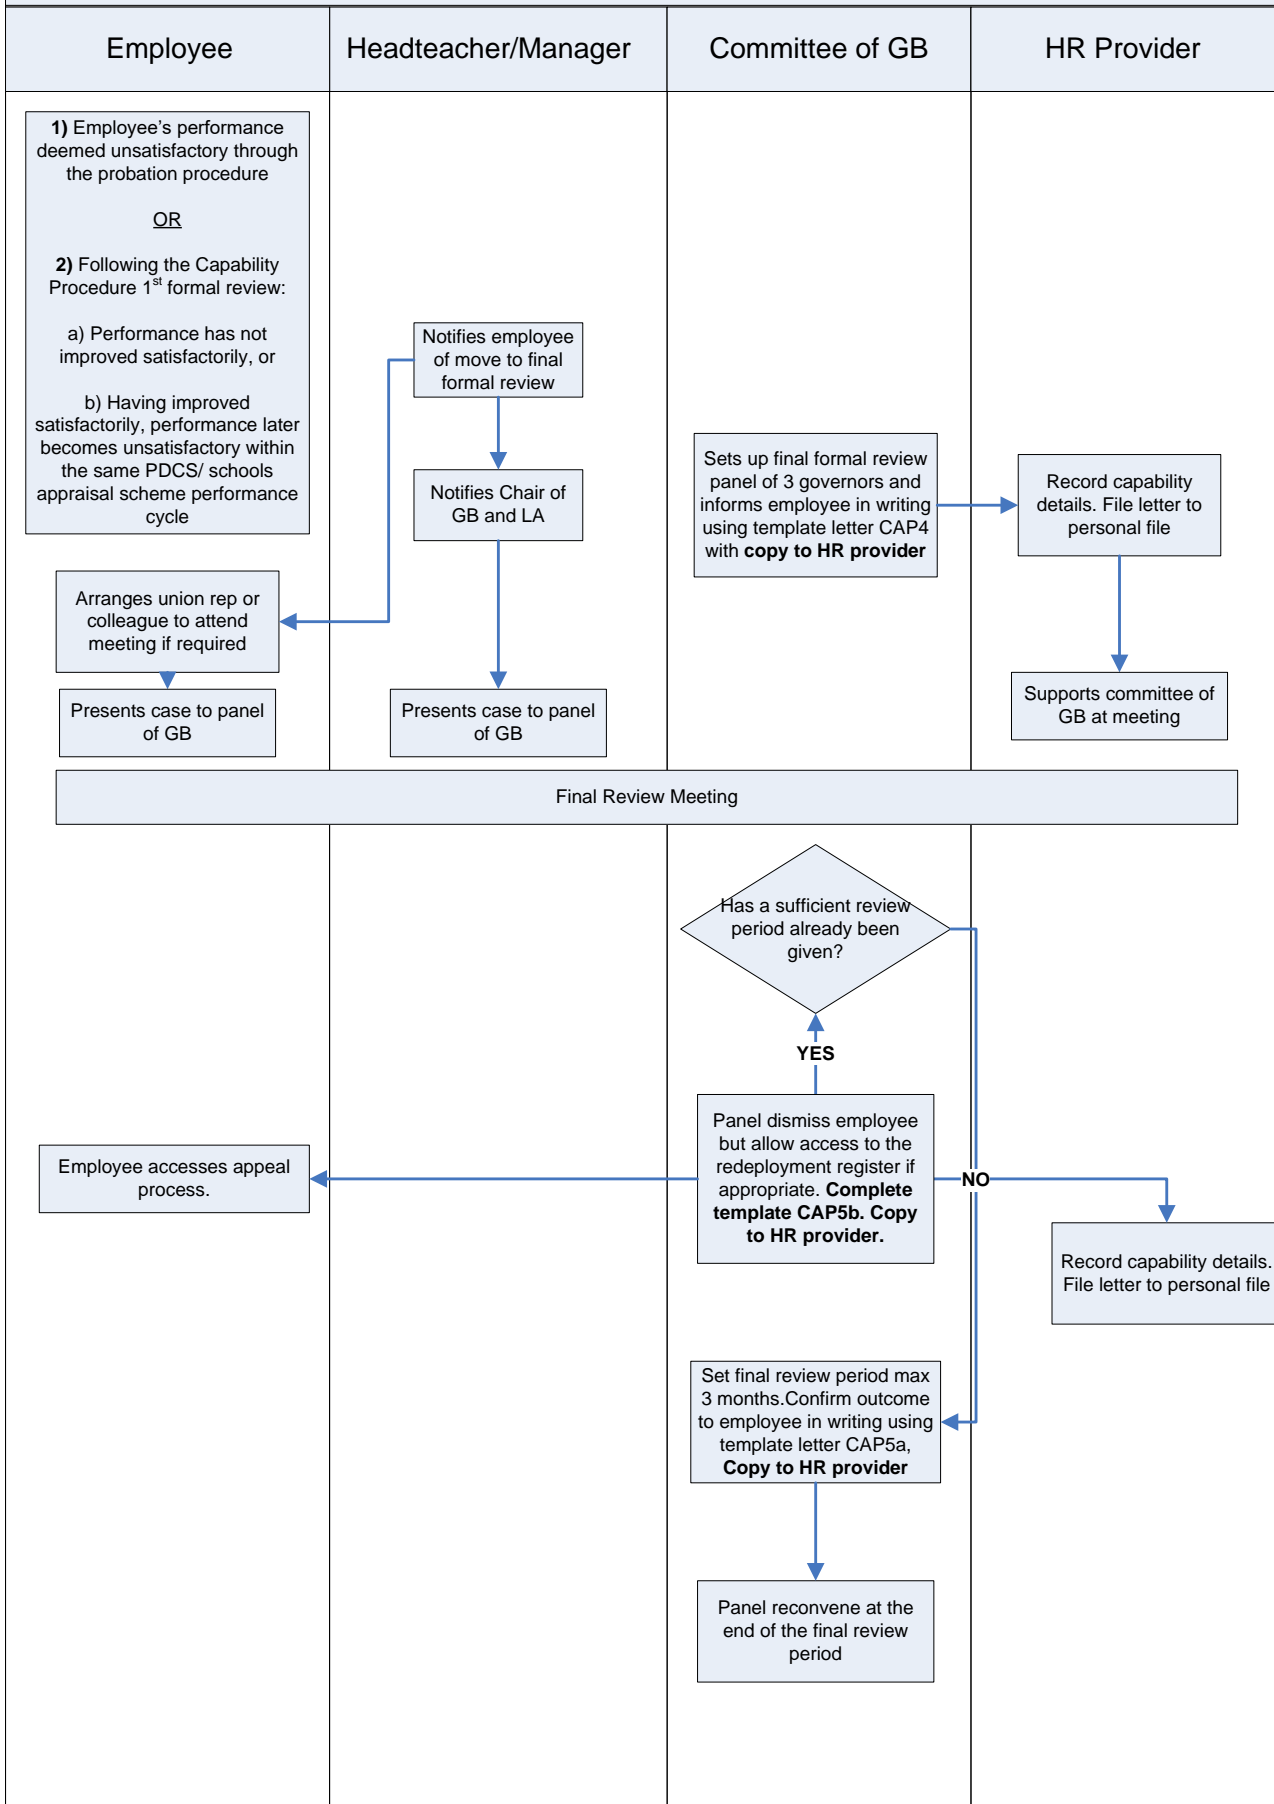 Employee
Headteacher/Manager
Committee of GB
HR Provider
1) Employee's performance
deemed unsatisfactory through
the probation procedure
OR
2) Following the Capability
Procedure 1st formal review:
a) Performance has not
improved satisfactorily, or
b) Having improved
satisfactorily, performance later
becomes unsatisfactory within
the same PDCS/ schools
appraisal scheme performance
cycle
Notifies employee
of move to final
formal review
Notifies Chair of
GB and LA
Sets up final formal review
panel of 3 governors and
informs employee in writing
using template letter CAP4
with copy to HR provider
Record capability
details. File letter to
personal file
Arranges union rep or
colleague to attend
meeting if required
Presents case to panel
of GB
Presents case to panel
of GB
Supports committee of
GB at meeting
Final Review Meeting
Has a sufficient review
period already been
given?
YES
Panel dismiss employee
but allow access to the
redeployment register if
appropriate. Complete
template CAP5b. Copy
to HR provider.
Employee accesses appeal
process.
NO
Record capability details.
File letter to personal file
Set final review period max
3 months.Confirm outcome
to employee in writing using
template letter CAP5a,
Copy to HR provider
Panel reconvene at the
end of the final review
period